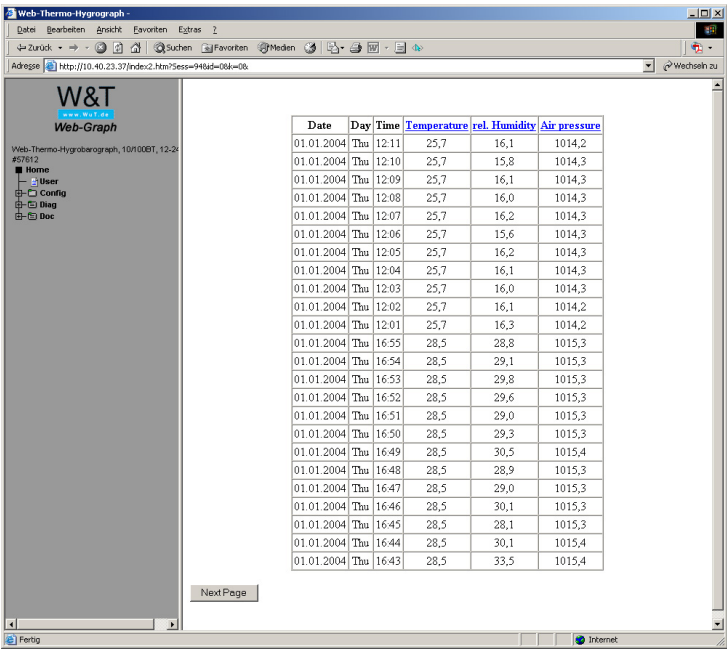 Web-Thermo-Hygrograph -
Datei Bearbeiten Ansicht Favoriten Extras ?
Zurück Suchen Favoriten Medien
Adresse http://10.40.23.37/index2.htm?Sess=94&id=0&k=0& Wechseln zu
W&T
www.WuT.de
Web-Graph
Web-Thermo-Hygrobarograph, 10/100BT, 12-24
#57612
Home
User
Config
Diag
Doc
Date Day Time Temperature rel. Humidity Air pressure
01.01.2004 Thu 12:11 25,7 16,1 1014,2
01.01.2004 Thu 12:10 25,7 15,8 1014,3
01.01.2004 Thu 12:09 25,7 16,1 1014,3
01.01.2004 Thu 12:08 25,7 16,0 1014,3
01.01.2004 Thu 12:07 25,7 16,2 1014,3
01.01.2004 Thu 12:06 25,7 15,6 1014,3
01.01.2004 Thu 12:05 25,7 16,2 1014,3
01.01.2004 Thu 12:04 25,7 16,1 1014,3
01.01.2004 Thu 12:03 25,7 16,0 1014,3
01.01.2004 Thu 12:02 25,7 16,1 1014,2
01.01.2004 Thu 12:01 25,7 16,3 1014,2
01.01.2004 Thu 16:55 28,5 28,8 1015,3
01.01.2004 Thu 16:54 28,5 29,1 1015,3
01.01.2004 Thu 16:53 28,5 29,8 1015,3
01.01.2004 Thu 16:52 28,5 29,6 1015,3
01.01.2004 Thu 16:51 28,5 29,0 1015,3
01.01.2004 Thu 16:50 28,5 29,3 1015,3
01.01.2004 Thu 16:49 28,5 30,5 1015,4
01.01.2004 Thu 16:48 28,5 28,9 1015,3
01.01.2004 Thu 16:47 28,5 29,0 1015,3
01.01.2004 Thu 16:46 28,5 30,1 1015,3
01.01.2004 Thu 16:45 28,5 28,1 1015,3
01.01.2004 Thu 16:44 28,5 30,1 1015,4
01.01.2004 Thu 16:43 28,5 33,5 1015,4
Next Page
Fertig Internet